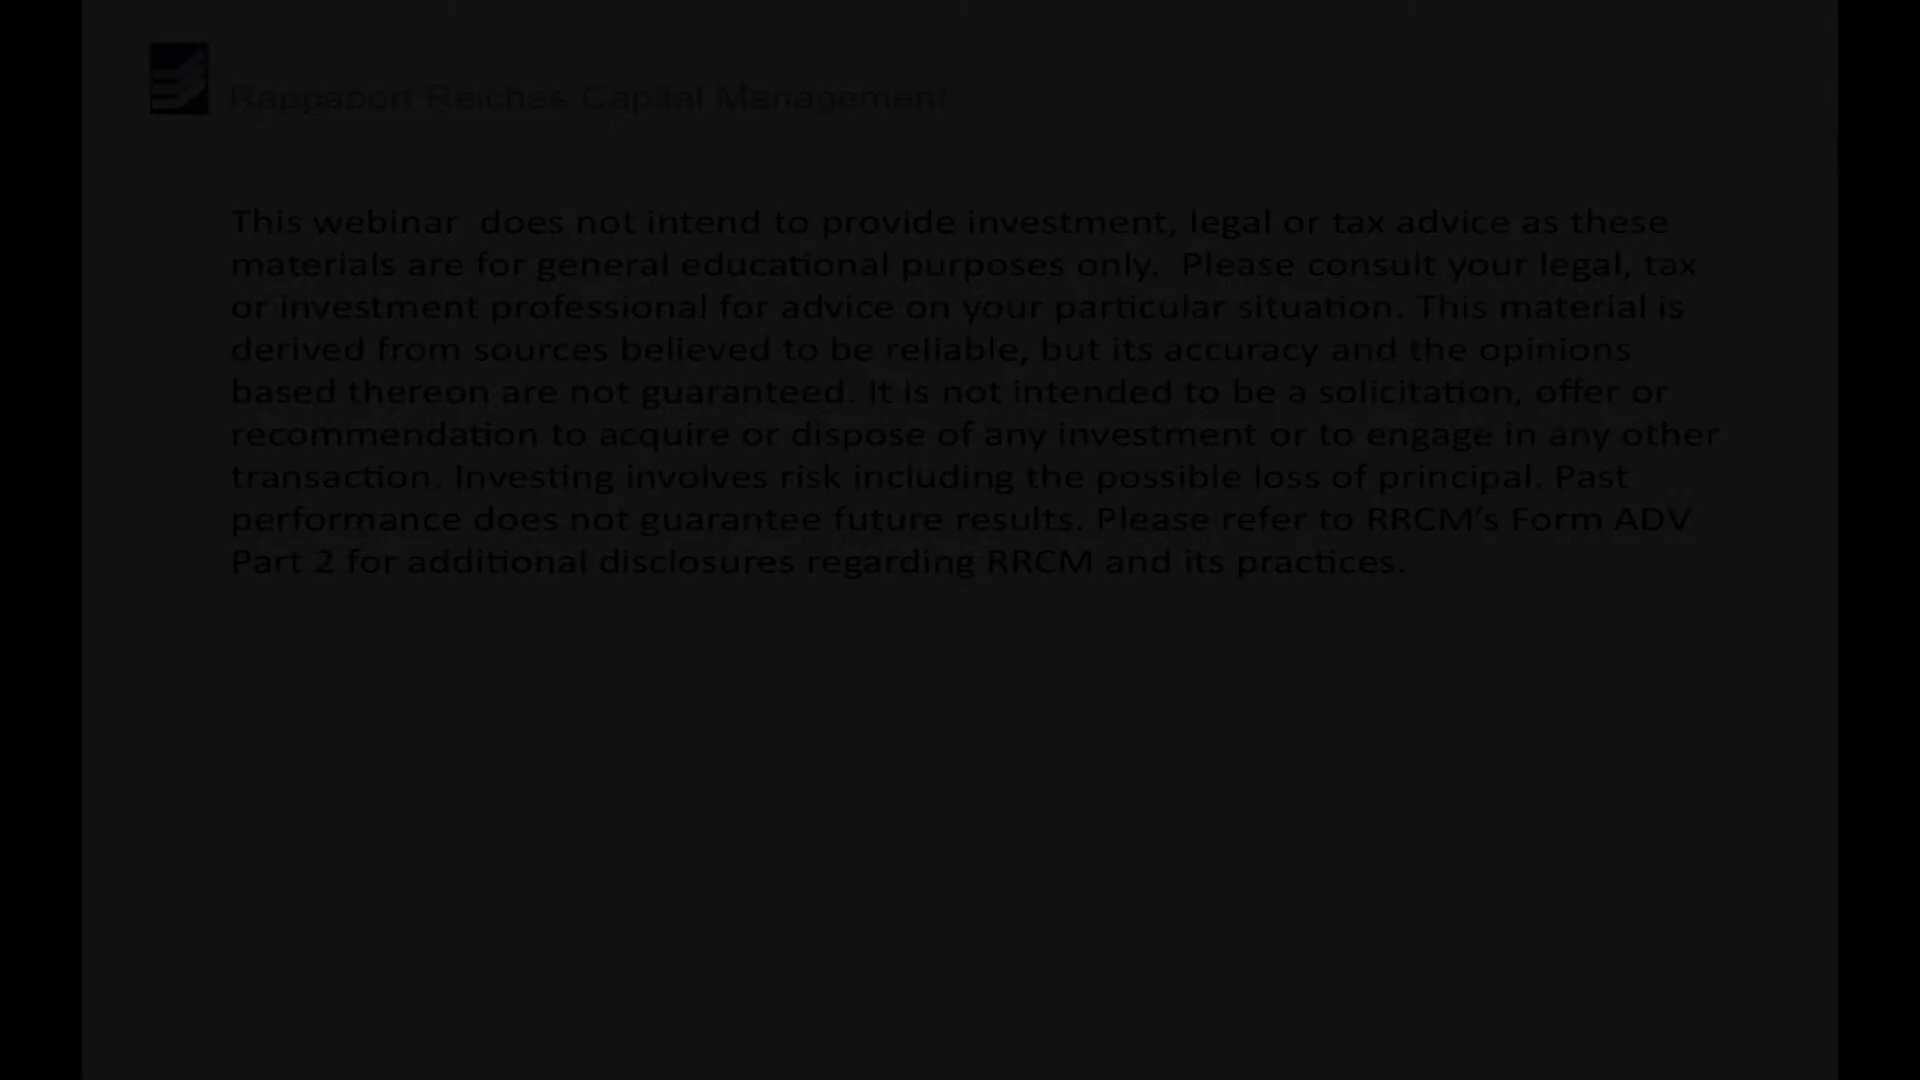 Rappaport Reiches Capital Management
This webinar  does not intend to provide investment, legal or tax advice as these
materials are for general educational purposes only.  Please consult your legal, tax
or investment professional for advice on your particular situation. This material is
derived from sources believed to be reliable, but its accuracy and the opinions
based thereon are not guaranteed. It is not intended to be a solicitation, offer or
recommendation to acquire or dispose of any investment or to engage in any other
transaction. Investing involves risk including the possible loss of principal. Past
performance does not guarantee future results. Please refer to RRCM’s Form ADV
Part 2 for additional disclosures regarding RRCM and its practices.